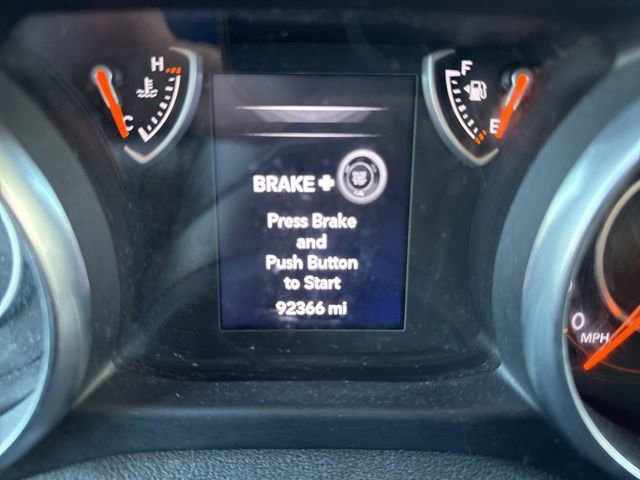 H
C
F
E
BRAKE +
Press Brake
and
Push Button
to Start
92366 mi
0
MPH